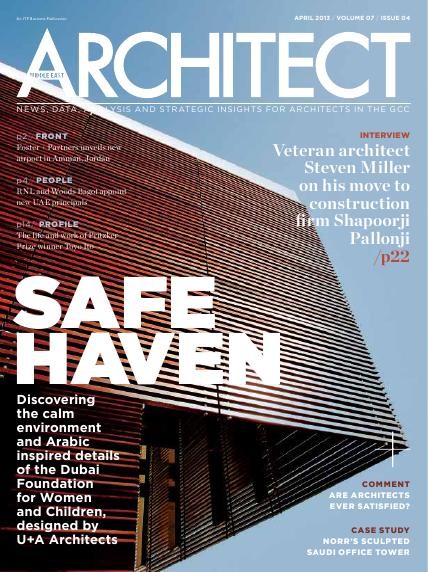 An ITP Business Publication
APRIL 2013 / VOLUME 07 / ISSUE 04
ARCHITECT
MIDDLE EAST
NEWS, DATA, ANALYSIS AND STRATEGIC INSIGHTS FOR ARCHITECTS IN THE GCC
p2 / FRONT
Foster + Partners unveils new
airport in Amman, Jordan
p4 / PEOPLE
RNL and Woods Bagot appoint
new UAE principals
p14 / PROFILE
The life and work of Pritzker
Prize winner Toyo Ito
INTERVIEW
Veteran architect
Steven Miller
on his move to
construction
firm Shapoorji
Pallonji
/p22
SAFE
HAVEN
Discovering
the calm
environment
and Arabic
inspired details
of the Dubai
Foundation
for Women
and Children,
designed by
U+A Architects
COMMENT
ARE ARCHITECTS
EVER SATISFIED?
CASE STUDY
NORR'S SCULPTED
SAUDI OFFICE TOWER